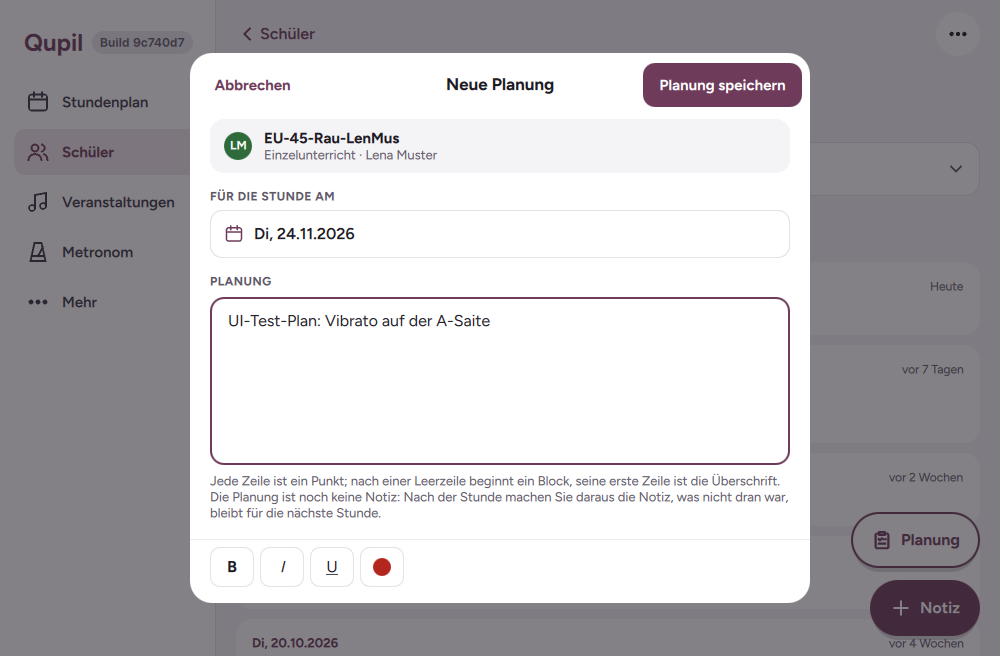 Qupil
Build 9c740d7
Stundenplan
Schüler
Veranstaltungen
Metronom
Mehr
Schüler
Abbrechen
Neue Planung
Planung speichern
LM
EU-45-Rau-LenMus
Einzelunterricht · Lena Muster
FÜR DIE STUNDE AM
Di, 24.11.2026
PLANUNG
UI-Test-Plan: Vibrato auf der A-Saite
Jede Zeile ist ein Punkt; nach einer Leerzeile beginnt ein Block, seine erste Zeile ist die Überschrift.
Die Planung ist noch keine Notiz: Nach der Stunde machen Sie daraus die Notiz, was nicht dran war,
bleibt für die nächste Stunde.
B
I
U
Heute
vor 7 Tagen
vor 2 Wochen
Planung
Notiz
Di, 20.10.2026
vor 4 Wochen